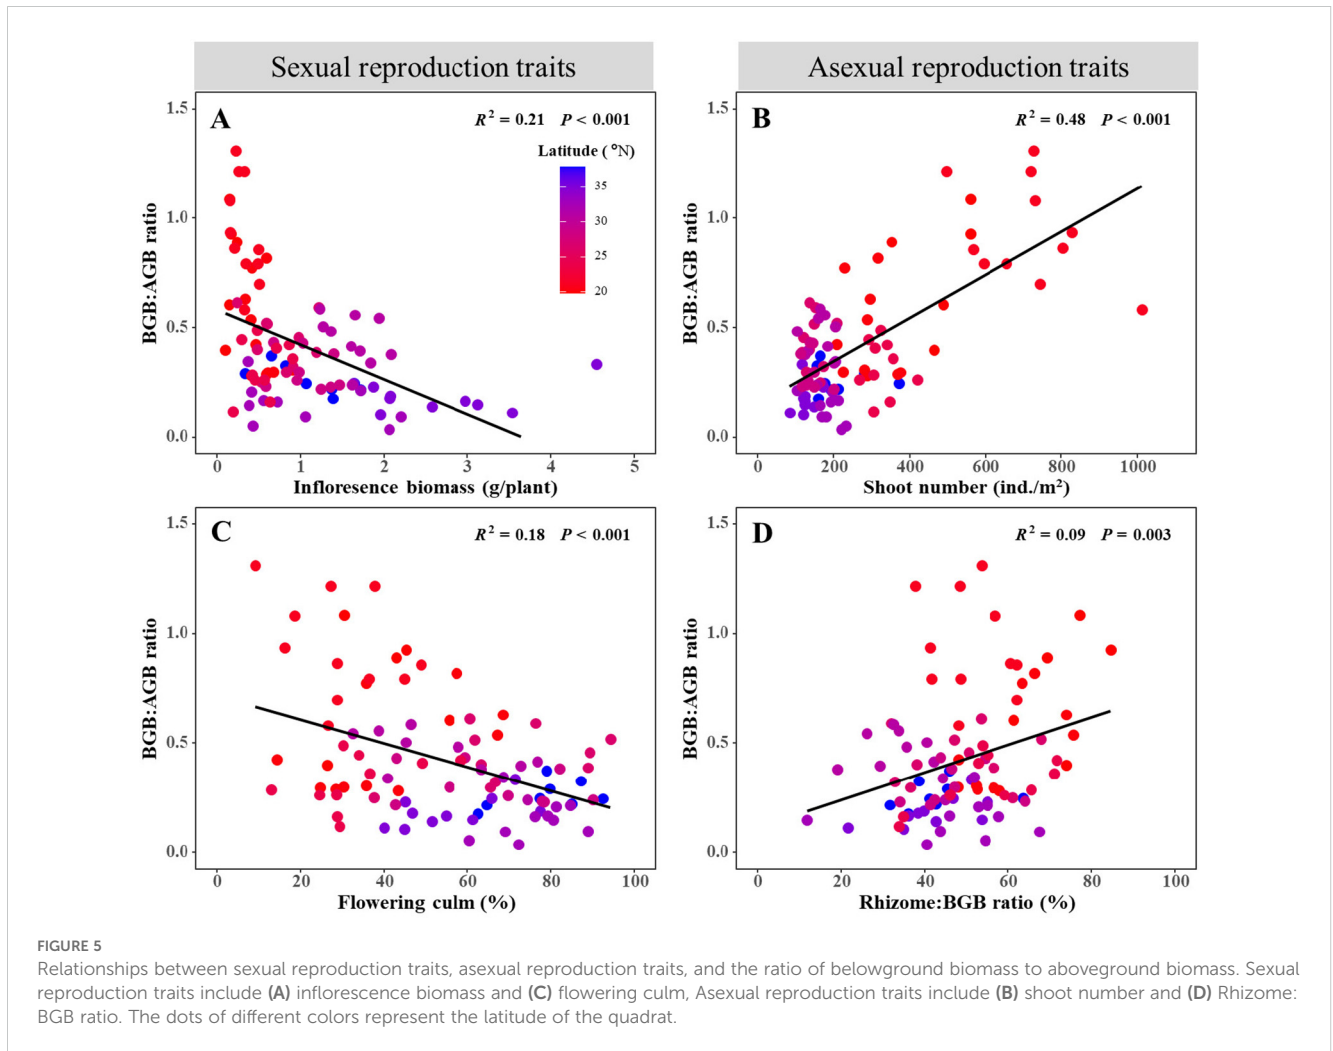 Sexual reproduction traits
Asexual reproduction traits
A
R² = 0.21 P < 0.001
Latitude (°N)
35
30
25
20
1.5
1.0
0.5
0.0
BGB:AGB ratio
0 1 2 3 4 5
Infloresence biomass (g/plant)
B
R² = 0.48 P < 0.001
1.5
1.0
0.5
0.0
BGB:AGB ratio
0 200 400 600 800 1000
Shoot number (ind./m²)
C
R² = 0.18 P < 0.001
1.5
1.0
0.5
0.0
BGB:AGB ratio
0 20 40 60 80 100
Flowering culm (%)
D
R² = 0.09 P = 0.003
1.5
1.0
0.5
0.0
BGB:AGB ratio
0 20 40 60 80 100
Rhizome:BGB ratio (%)
FIGURE 5
Relationships between sexual reproduction traits, asexual reproduction traits, and the ratio of belowground biomass to aboveground biomass. Sexual
reproduction traits include (A) inflorescence biomass and (C) flowering culm, Asexual reproduction traits include (B) shoot number and (D) Rhizome:
BGB ratio. The dots of different colors represent the latitude of the quadrat.